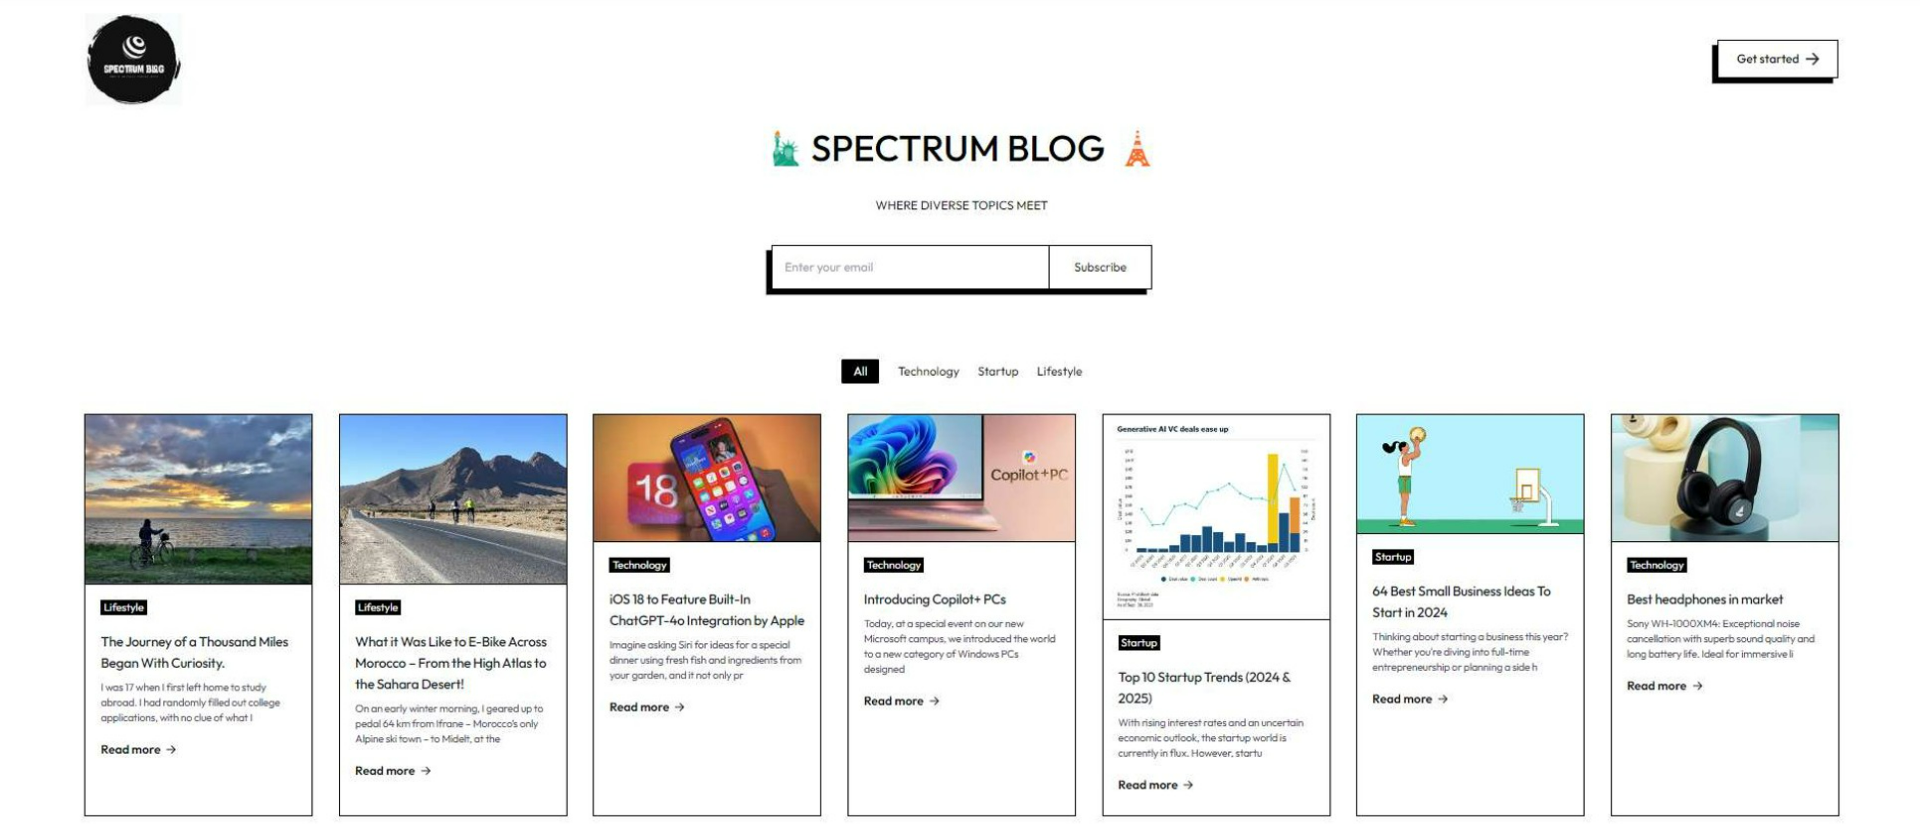 SPECTRUM BLOG
Get started
SPECTRUM BLOG
WHERE DIVERSE TOPICS MEET
Enter your email
Subscribe
All
Technology
Startup
Lifestyle
Lifestyle
The Journey of a Thousand Miles
Began With Curiosity.
I was 17 when I first left home to study
abroad. I had randomly filled out college
applications, with no clue of what I
Read more →
Lifestyle
What it Was Like to E-Bike Across
Morocco – From the High Atlas to
the Sahara Desert!
On an early winter morning, I geared up to
pedal 64 km from Ifrane – Morocco's only
Alpine ski town – to Midelt, at the
Read more →
18
Technology
iOS 18 to Feature Built-In
ChatGPT-4o Integration by Apple
Imagine asking Siri for ideas for a special
dinner using fresh fish and ingredients from
your garden, and it not only pr
Read more →
Copilot+PC
Technology
Introducing Copilot+ PCs
Today, at a special event on our new
Microsoft campus, we introduced the world
to a new category of Windows PCs
designed
Read more →
Generative AI VC deals ease up
Startup
Top 10 Startup Trends (2024 &
2025)
With rising interest rates and an uncertain
economic outlook, the startup world is
currently in flux. However, startu
Read more →
Startup
64 Best Small Business Ideas To
Start in 2024
Thinking about starting a business this year?
Whether you're diving into full-time
entrepreneurship or planning a side h
Read more →
Technology
Best headphones in market
Sony WH-1000XM4: Exceptional noise
cancellation with superb sound quality and
long battery life. Ideal for immersive li
Read more →